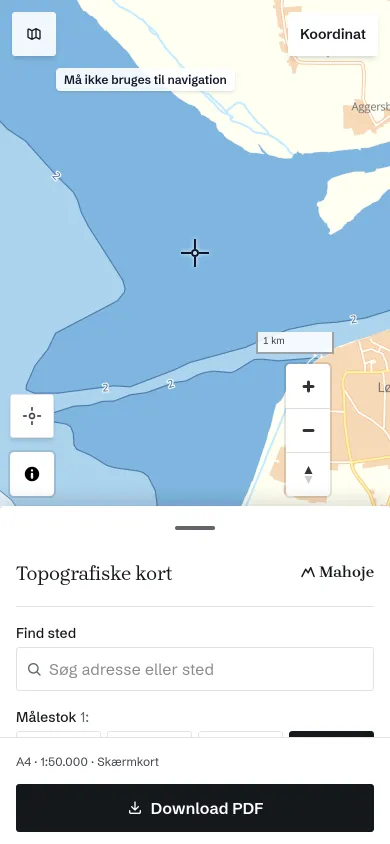 Koordinat
Må ikke bruges til navigation
Aggersb
2
2
1 km
2
2
Lø
Topografiske kort
Mahoje
Find sted
Søg adresse eller sted
Målestok 1:
A4 · 1:50.000 · Skærmkort
Download PDF